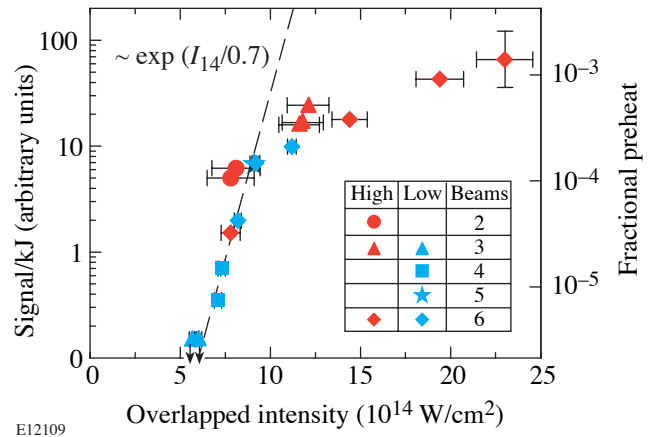 100
10
1
0
Signal/kJ (arbitrary units)
~ exp (I14/0.7)
10⁻³
10⁻⁴
10⁻⁵
Fractional preheat
High Low Beams
2
3
4
5
6
0 5 10 15 20 25
Overlapped intensity (10¹⁴ W/cm²)
E12109